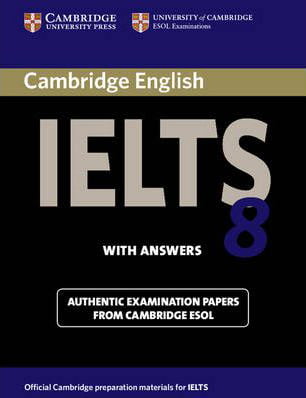 CAMBRIDGE
UNIVERSITY PRESS
UNIVERSITY of CAMBRIDGE
ESOL Examinations
Cambridge English
IELTS
8
WITH ANSWERS
AUTHENTIC EXAMINATION PAPERS
FROM CAMBRIDGE ESOL
Official Cambridge preparation materials for IELTS